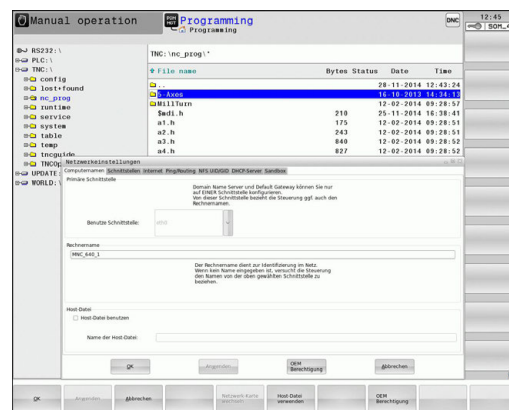 Manual operation
PGM
MGT
Programming
Programming
DNC
12:45
SOM_4
RS232:\
PLC:\
TNC:\
config
lost+found
nc_prog
runtime
service
system
table
temp
tncguide
TNCOp
UPDATE:
WORLD:\
TNC:\nc_prog\*
File name Bytes Status Date Time
.. 28-11-2014 12:43:24
5-Axes 16-10-2013 14:34:13
MillTurn 12-02-2014 09:28:57
$mdi.h 210 25-11-2014 16:38:41
a1.h 175 12-02-2014 09:28:51
a2.h 243 12-02-2014 09:28:51
a3.h 840 12-02-2014 09:28:52
a4.h 827 12-02-2014 09:28:52
Netzwerkeinstellungen
Computernamen Schnittstellen Internet Ping/Routing NFS UID/GID DHCP Server Sandbox
Primäre Schnittstelle
Domain Name Server und Default Gateway können Sie nur
auf EINER Schnittstelle konfigurieren.
Von dieser Schnittstelle bezieht die Steuerung ggf. auch den
Rechnernamen.
Benutze Schnittstelle:
eth0
Rechnername
MNC_640_1
Der Rechnername dient zur Identifizierung im Netz.
Wenn kein Name eingegeben ist, versucht die Steuerung
den Namen von der oben gewählten Schnittstelle zu
beziehen.
Host-Datei
Host-Datei benutzen
Name der Host-Datei:
OK
Anwenden
OEM
Berechtigung
Abbrechen
OK
Anwenden
Abbrechen
Netzwerk-Karte
Host-Datei
verwenden
OEM
Berechtigung